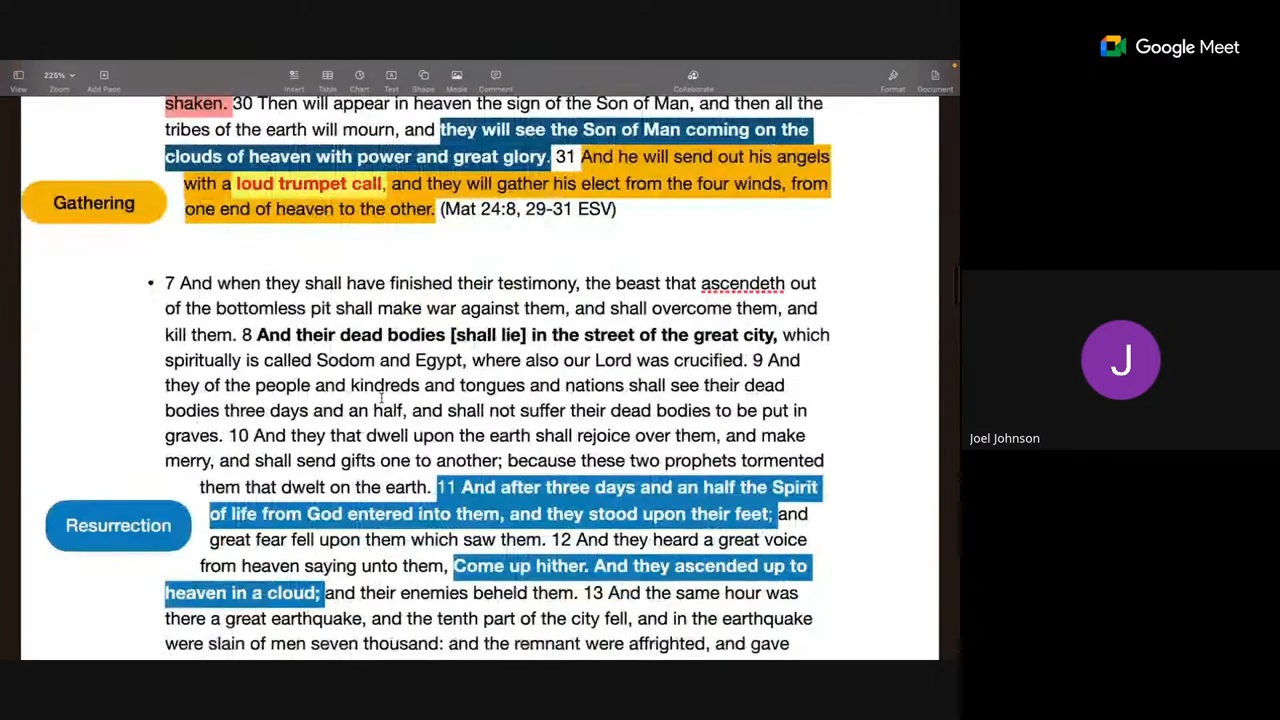 Google Meet
225%
View
Zoom
Add Page
Insert
Table
Chart
Text
Shape
Media
Comment
Collaborate
Format
Document
shaken. 30 Then will appear in heaven the sign of the Son of Man, and then all the
tribes of the earth will mourn, and they will see the Son of Man coming on the
clouds of heaven with power and great glory. 31 And he will send out his angels
with a loud trumpet call, and they will gather his elect from the four winds, from
one end of heaven to the other. (Mat 24:8, 29-31 ESV)
Gathering
• 7 And when they shall have finished their testimony, the beast that ascendeth out
of the bottomless pit shall make war against them, and shall overcome them, and
kill them. 8 And their dead bodies [shall lie] in the street of the great city, which
spiritually is called Sodom and Egypt, where also our Lord was crucified. 9 And
they of the people and kindreds and tongues and nations shall see their dead
bodies three days and an half, and shall not suffer their dead bodies to be put in
graves. 10 And they that dwell upon the earth shall rejoice over them, and make
merry, and shall send gifts one to another; because these two prophets tormented
them that dwelt on the earth. 11 And after three days and an half the Spirit
of life from God entered into them, and they stood upon their feet; and
great fear fell upon them which saw them. 12 And they heard a great voice
from heaven saying unto them, Come up hither. And they ascended up to
heaven in a cloud; and their enemies beheld them. 13 And the same hour was
there a great earthquake, and the tenth part of the city fell, and in the earthquake
were slain of men seven thousand: and the remnant were affrighted, and gave
Resurrection
J
Joel Johnson